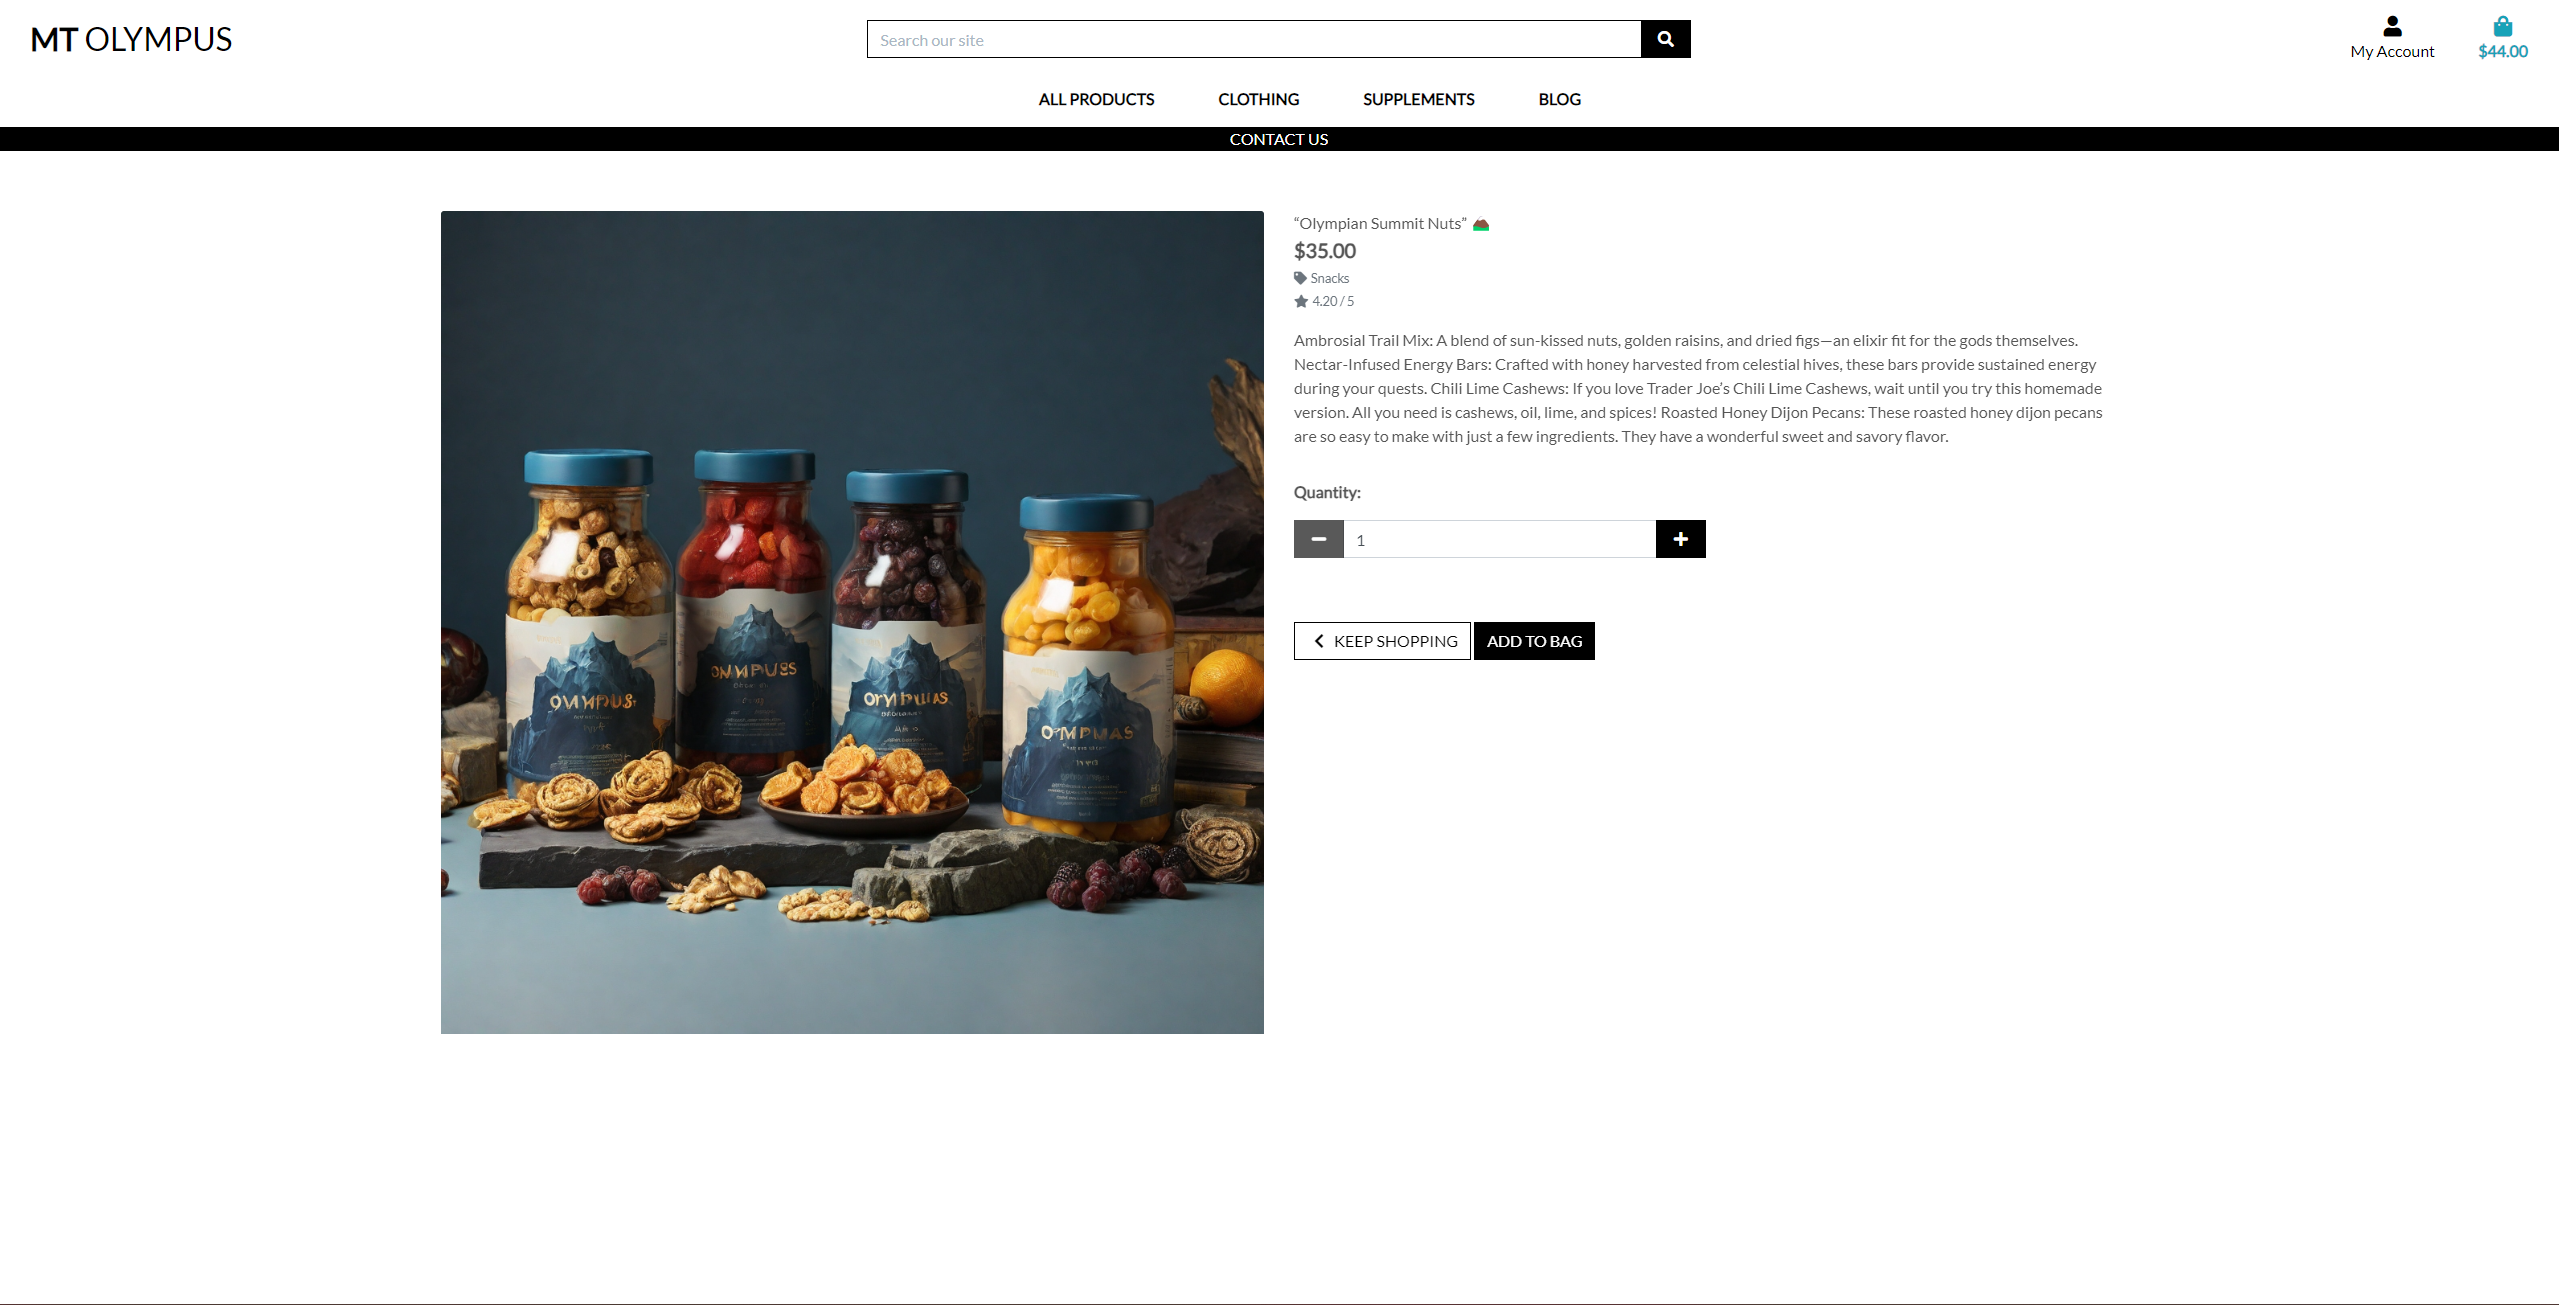 MT OLYMPUS
Search our site
My Account
$44.00
ALL PRODUCTS
CLOTHING
SUPPLEMENTS
BLOG
CONTACT US
“Olympian Summit Nuts”
$35.00
Snacks
4.20 / 5
Ambrosial Trail Mix: A blend of sun-kissed nuts, golden raisins, and dried figs—an elixir fit for the gods themselves.
Nectar-Infused Energy Bars: Crafted with honey harvested from celestial hives, these bars provide sustained energy
during your quests. Chili Lime Cashews: If you love Trader Joe’s Chili Lime Cashews, wait until you try this homemade
version. All you need is cashews, oil, lime, and spices! Roasted Honey Dijon Pecans: These roasted honey dijon pecans
are so easy to make with just a few ingredients. They have a wonderful sweet and savory flavor.
Quantity:
1
KEEP SHOPPING
ADD TO BAG